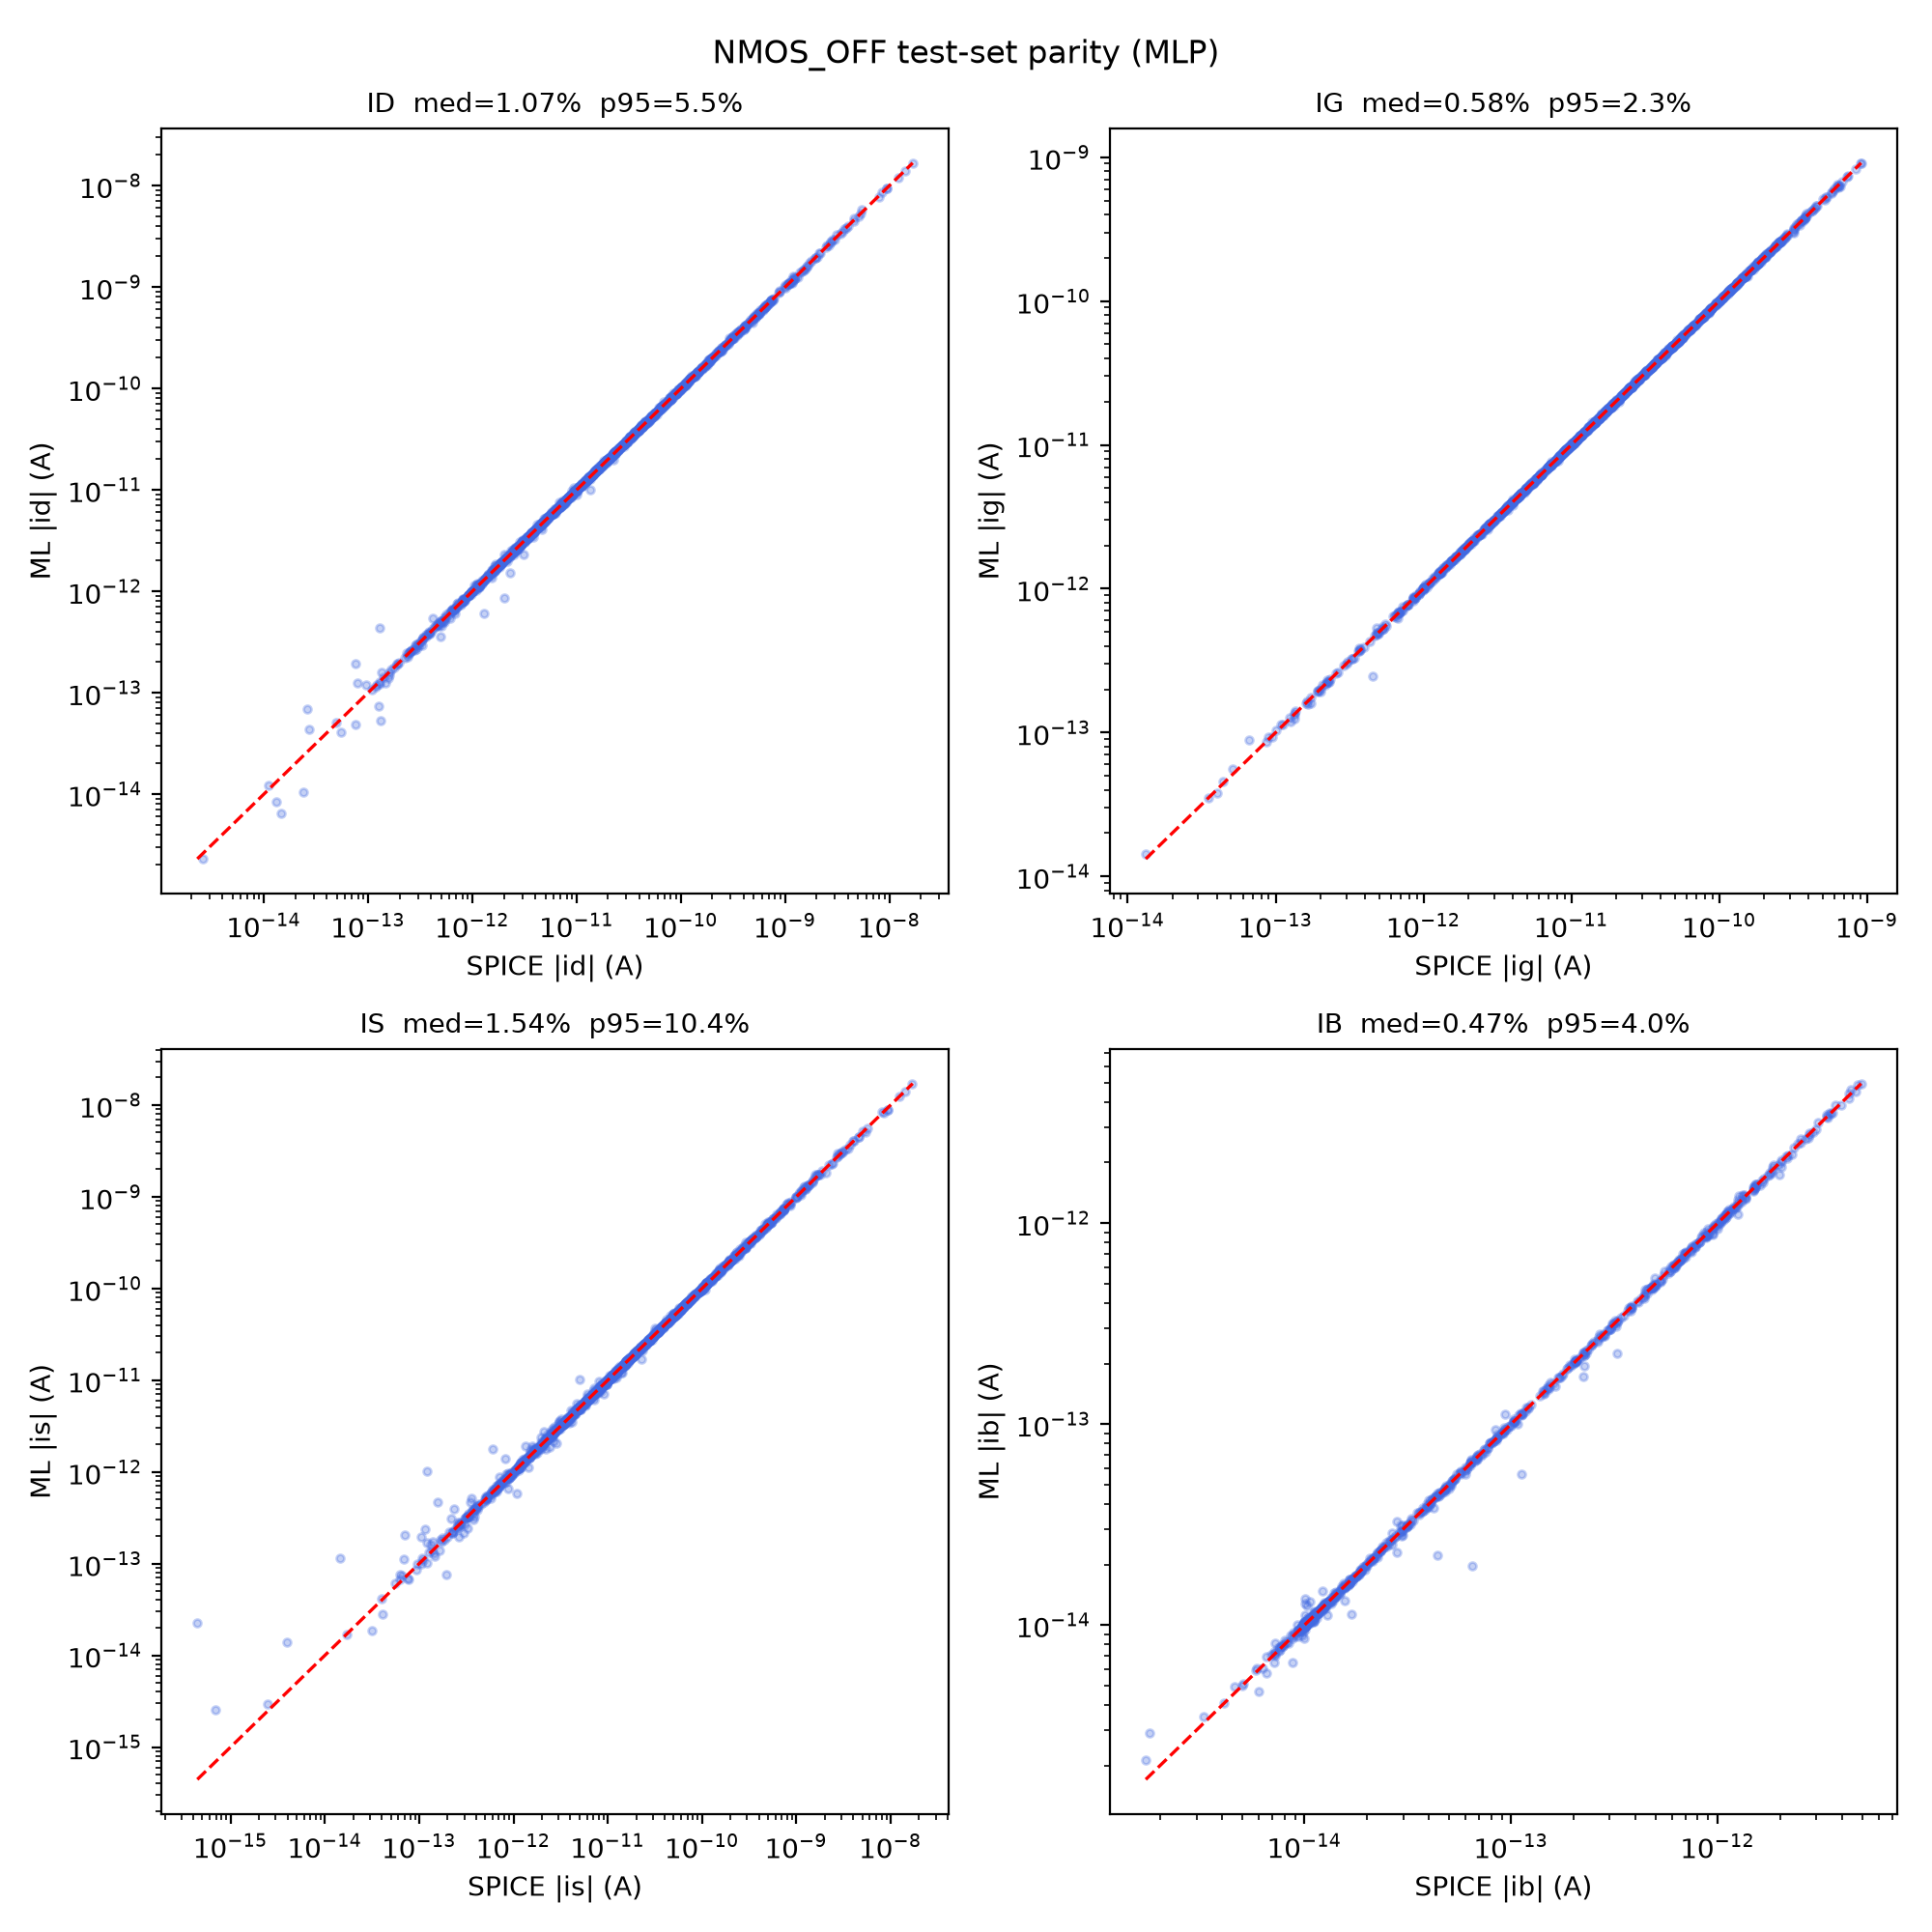 NMOS_OFF test-set parity (MLP)
ID  med=1.07%  p95=5.5%
ML |id| (A)
10⁻⁸
10⁻⁹
10⁻¹⁰
10⁻¹¹
10⁻¹²
10⁻¹³
10⁻¹⁴
10⁻¹⁴ 10⁻¹³ 10⁻¹² 10⁻¹¹ 10⁻¹⁰ 10⁻⁹ 10⁻⁸
SPICE |id| (A)
IG  med=0.58%  p95=2.3%
ML |ig| (A)
10⁻⁹
10⁻¹⁰
10⁻¹¹
10⁻¹²
10⁻¹³
10⁻¹⁴
10⁻¹⁴ 10⁻¹³ 10⁻¹² 10⁻¹¹ 10⁻¹⁰ 10⁻⁹
SPICE |ig| (A)
IS  med=1.54%  p95=10.4%
ML |is| (A)
10⁻⁸
10⁻⁹
10⁻¹⁰
10⁻¹¹
10⁻¹²
10⁻¹³
10⁻¹⁴
10⁻¹⁵
10⁻¹⁵ 10⁻¹⁴ 10⁻¹³ 10⁻¹² 10⁻¹¹ 10⁻¹⁰ 10⁻⁹ 10⁻⁸
SPICE |is| (A)
IB  med=0.47%  p95=4.0%
ML |ib| (A)
10⁻¹²
10⁻¹³
10⁻¹⁴
10⁻¹⁴ 10⁻¹³ 10⁻¹²
SPICE |ib| (A)